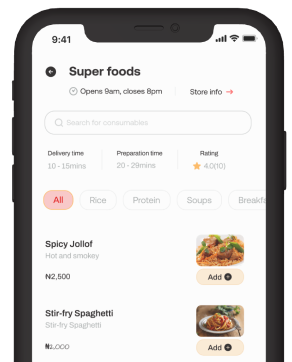 9:41
Super foods
Opens 9am, closes 8pm Store info →
Search for consumables
Delivery time Preparation time Rating
10 - 15mins 20 - 29mins 4.0(10)
All Rice Protein Soups Breakfa
Spicy Jollof
Hot and smokey
₦2,500
Add
Stir-fry Spaghetti
Stir-fry Spaghetti
₦2,000
Add